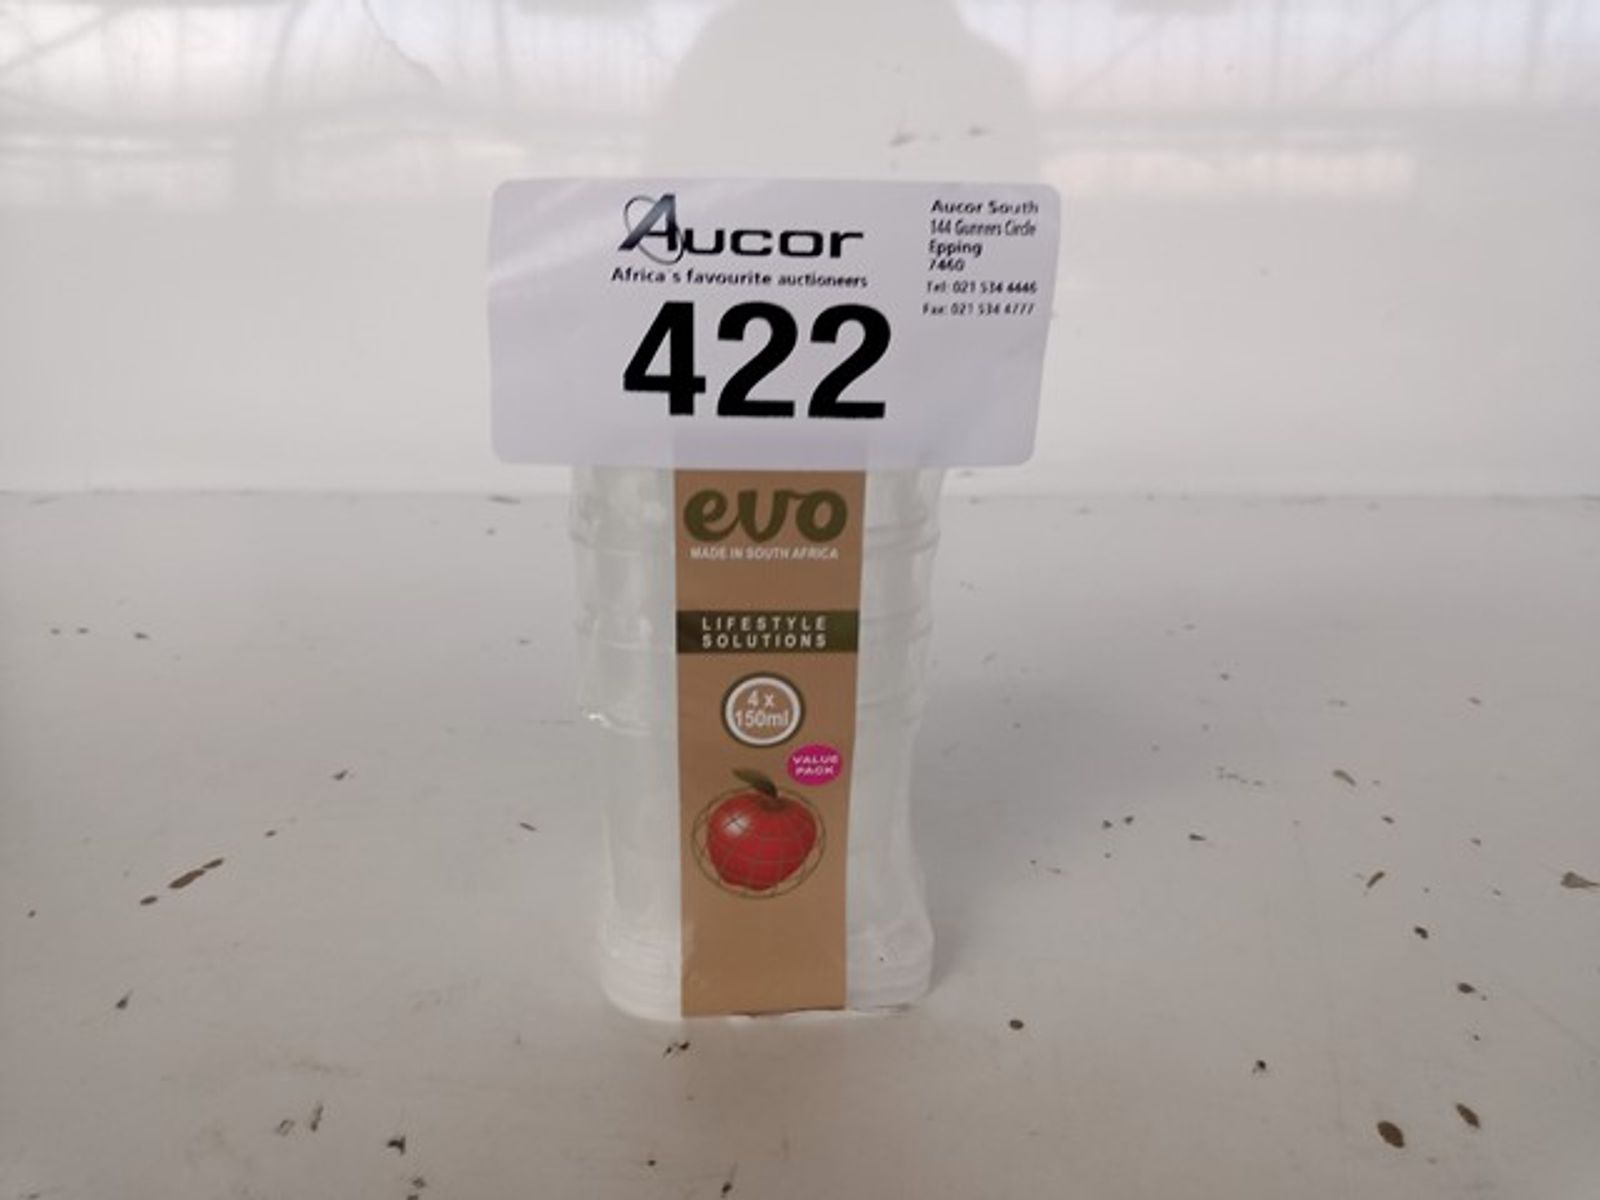 Aucor
Africa's favourite auctioneers
422
Aucor South
144 Gunners Circle
Epping
7460
Tel: 021 534 4446
Fax: 021 534 4777
evo
MADE IN SOUTH AFRICA
LIFESTYLE
SOLUTIONS
4 x
150ml
VALUE
PACK